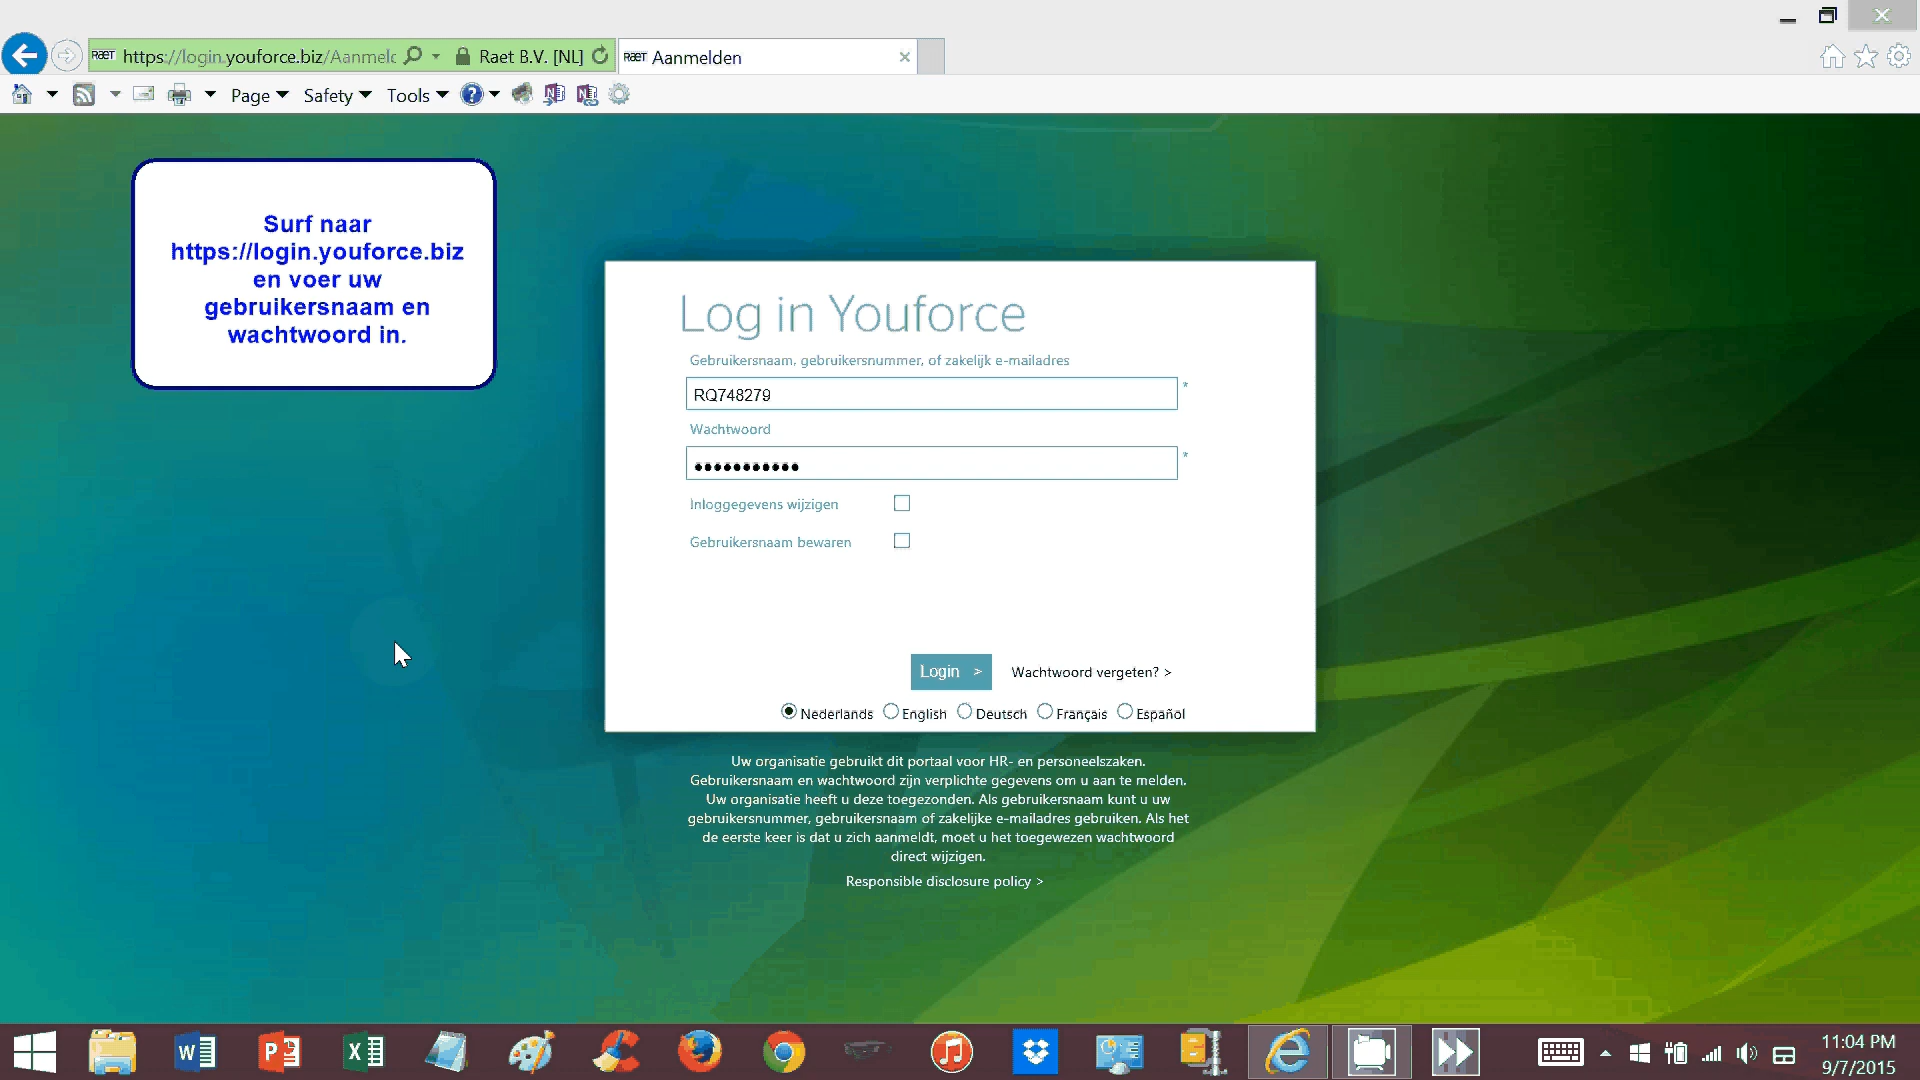 RAET https://login.youforce.biz/Aanmelc Raet B.V. [NL]
RAET Aanmelden
Page Safety Tools
Surf naar
https://login.youforce.biz
en voer uw
gebruikersnaam en
wachtwoord in.
Log in Youforce
Gebruikersnaam, gebruikersnummer, of zakelijk e-mailadres
RQ748279 *
Wachtwoord
●●●●●●●●●●● *
Inloggegevens wijzigen
Gebruikersnaam bewaren
Login > Wachtwoord vergeten? >
Nederlands English Deutsch Français Español
Uw organisatie gebruikt dit portaal voor HR- en personeelszaken.
Gebruikersnaam en wachtwoord zijn verplichte gegevens om u aan te melden.
Uw organisatie heeft u deze toegezonden. Als gebruikersnaam kunt u uw
gebruikersnummer, gebruikersnaam of zakelijke e-mailadres gebruiken. Als het
de eerste keer is dat u zich aanmeldt, moet u het toegewezen wachtwoord
direct wijzigen.
Responsible disclosure policy >
11:04 PM
9/7/2015